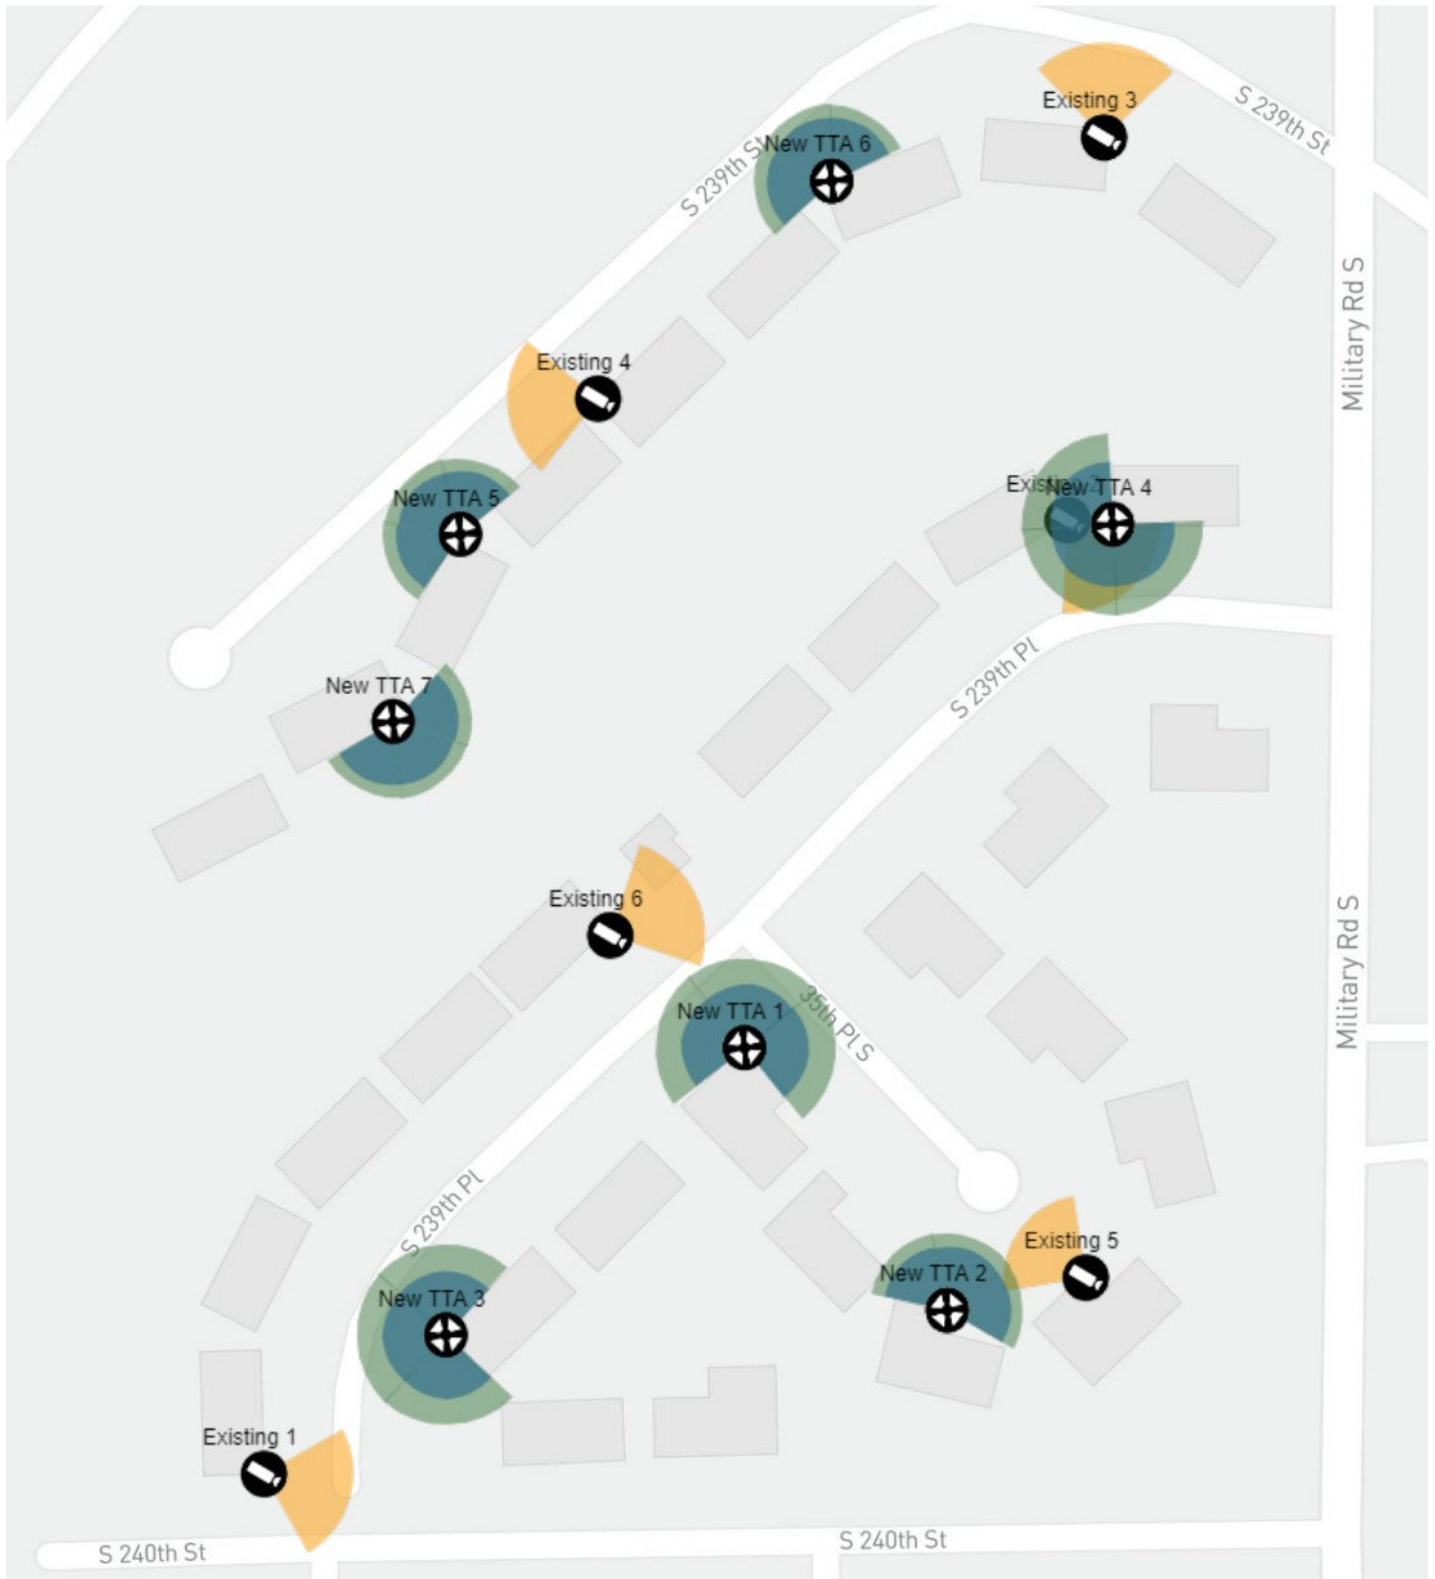 Existing 3
S 239th St
New TTA 6
S 239th St
Military Rd S
Existing 4
Existing 2
New TTA 4
New TTA 5
S 239th Pl
New TTA 7
Existing 6
Military Rd S
New TTA 1
35th Pl S
S 239th Pl
Existing 5
New TTA 2
New TTA 3
Existing 1
S 240th St
S 240th St